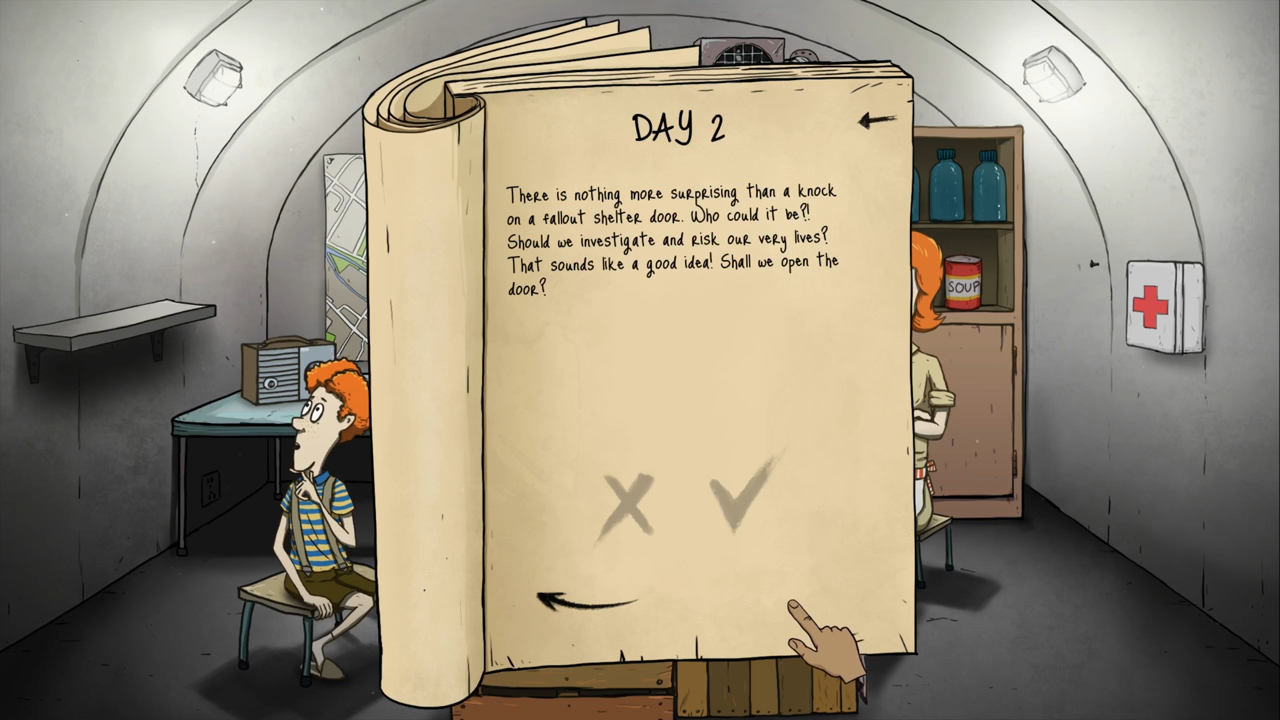 DAY 2
There is nothing more surprising than a knock
on a fallout shelter door. Who could it be?!
Should we investigate and risk our very lives?
That sounds like a good idea! Shall we open the
door?
SOUP